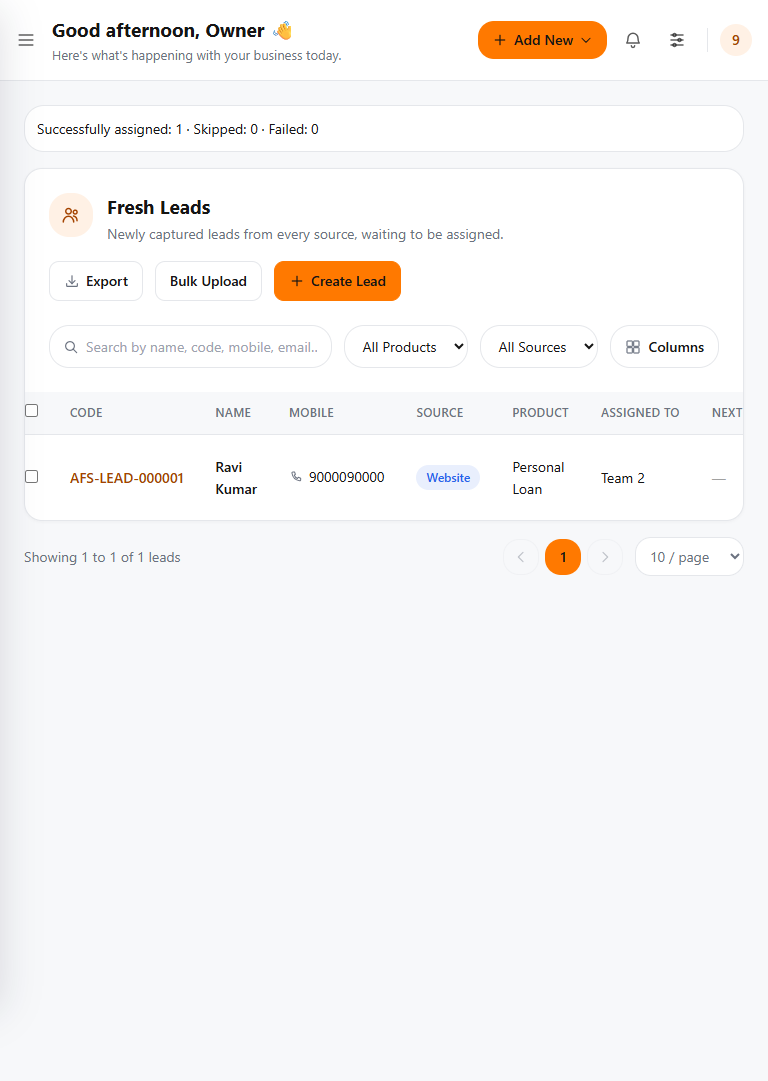 Good afternoon, Owner 👋
Here's what's happening with your business today.
Add New
9
Successfully assigned: 1 · Skipped: 0 · Failed: 0
Fresh Leads
Newly captured leads from every source, waiting to be assigned.
Export
Bulk Upload
Create Lead
Search by name, code, mobile, email..
All Products
All Sources
Columns
CODE NAME MOBILE SOURCE PRODUCT ASSIGNED TO NEXT
AFS-LEAD-000001 Ravi Kumar 9000090000 Website Personal Loan Team 2 —
Showing 1 to 1 of 1 leads
1
10 / page